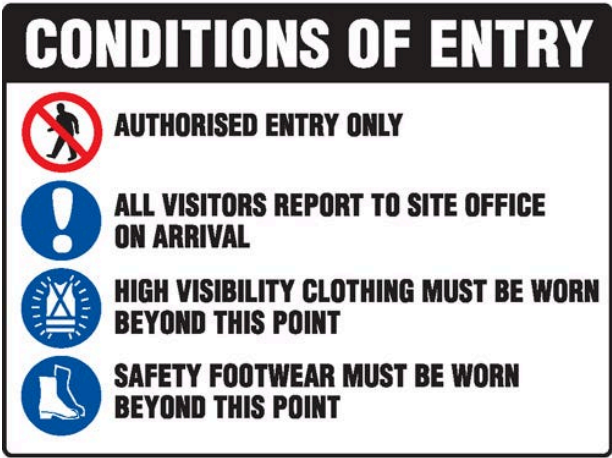 CONDITIONS OF ENTRY
AUTHORISED ENTRY ONLY
ALL VISITORS REPORT TO SITE OFFICE
ON ARRIVAL
HIGH VISIBILITY CLOTHING MUST BE WORN
BEYOND THIS POINT
SAFETY FOOTWEAR MUST BE WORN
BEYOND THIS POINT